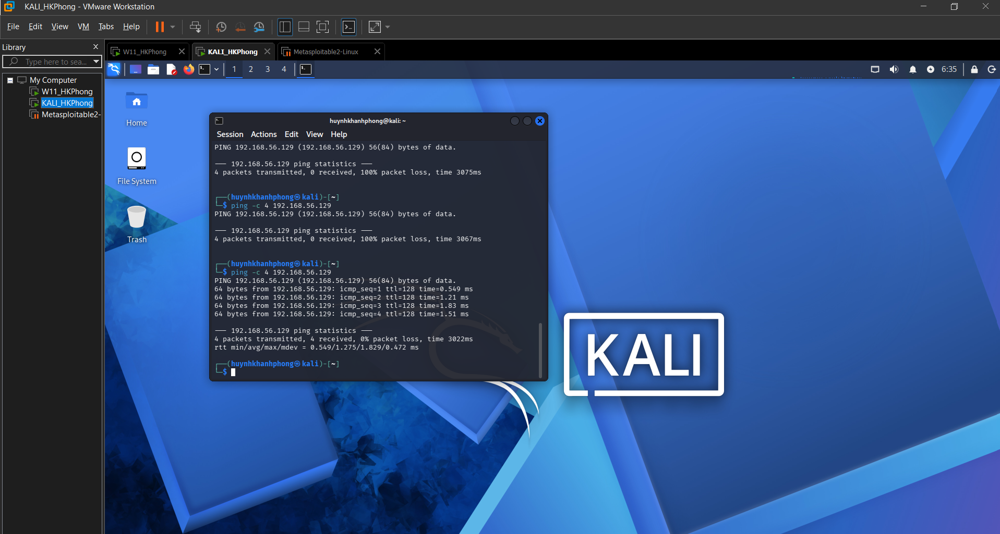 KALI_HKPhong - VMware Workstation
File Edit View VM Tabs Help
Library
Type here to sea...
My Computer
W11_HKPhong
KALI_HKPhong
Metasploitable2-
W11_HKPhong KALI_HKPhong Metasploitable2-Linux
1 2 3 4 6:35
Home
File System
Trash
huynhkhanhphong@kali: ~
Session Actions Edit View Help
PING 192.168.56.129 (192.168.56.129) 56(84) bytes of data.
--- 192.168.56.129 ping statistics ---
4 packets transmitted, 0 received, 100% packet loss, time 3075ms
┌──(huynhkhanhphong㉿kali)-[~]
└─$ ping -c 4 192.168.56.129
PING 192.168.56.129 (192.168.56.129) 56(84) bytes of data.
--- 192.168.56.129 ping statistics ---
4 packets transmitted, 0 received, 100% packet loss, time 3067ms
┌──(huynhkhanhphong㉿kali)-[~]
└─$ ping -c 4 192.168.56.129
PING 192.168.56.129 (192.168.56.129) 56(84) bytes of data.
64 bytes from 192.168.56.129: icmp_seq=1 ttl=128 time=0.549 ms
64 bytes from 192.168.56.129: icmp_seq=2 ttl=128 time=1.21 ms
64 bytes from 192.168.56.129: icmp_seq=3 ttl=128 time=1.83 ms
64 bytes from 192.168.56.129: icmp_seq=4 ttl=128 time=1.51 ms
--- 192.168.56.129 ping statistics ---
4 packets transmitted, 4 received, 0% packet loss, time 3022ms
rtt min/avg/max/mdev = 0.549/1.275/1.829/0.472 ms
┌──(huynhkhanhphong㉿kali)-[~]
└─$
KALI